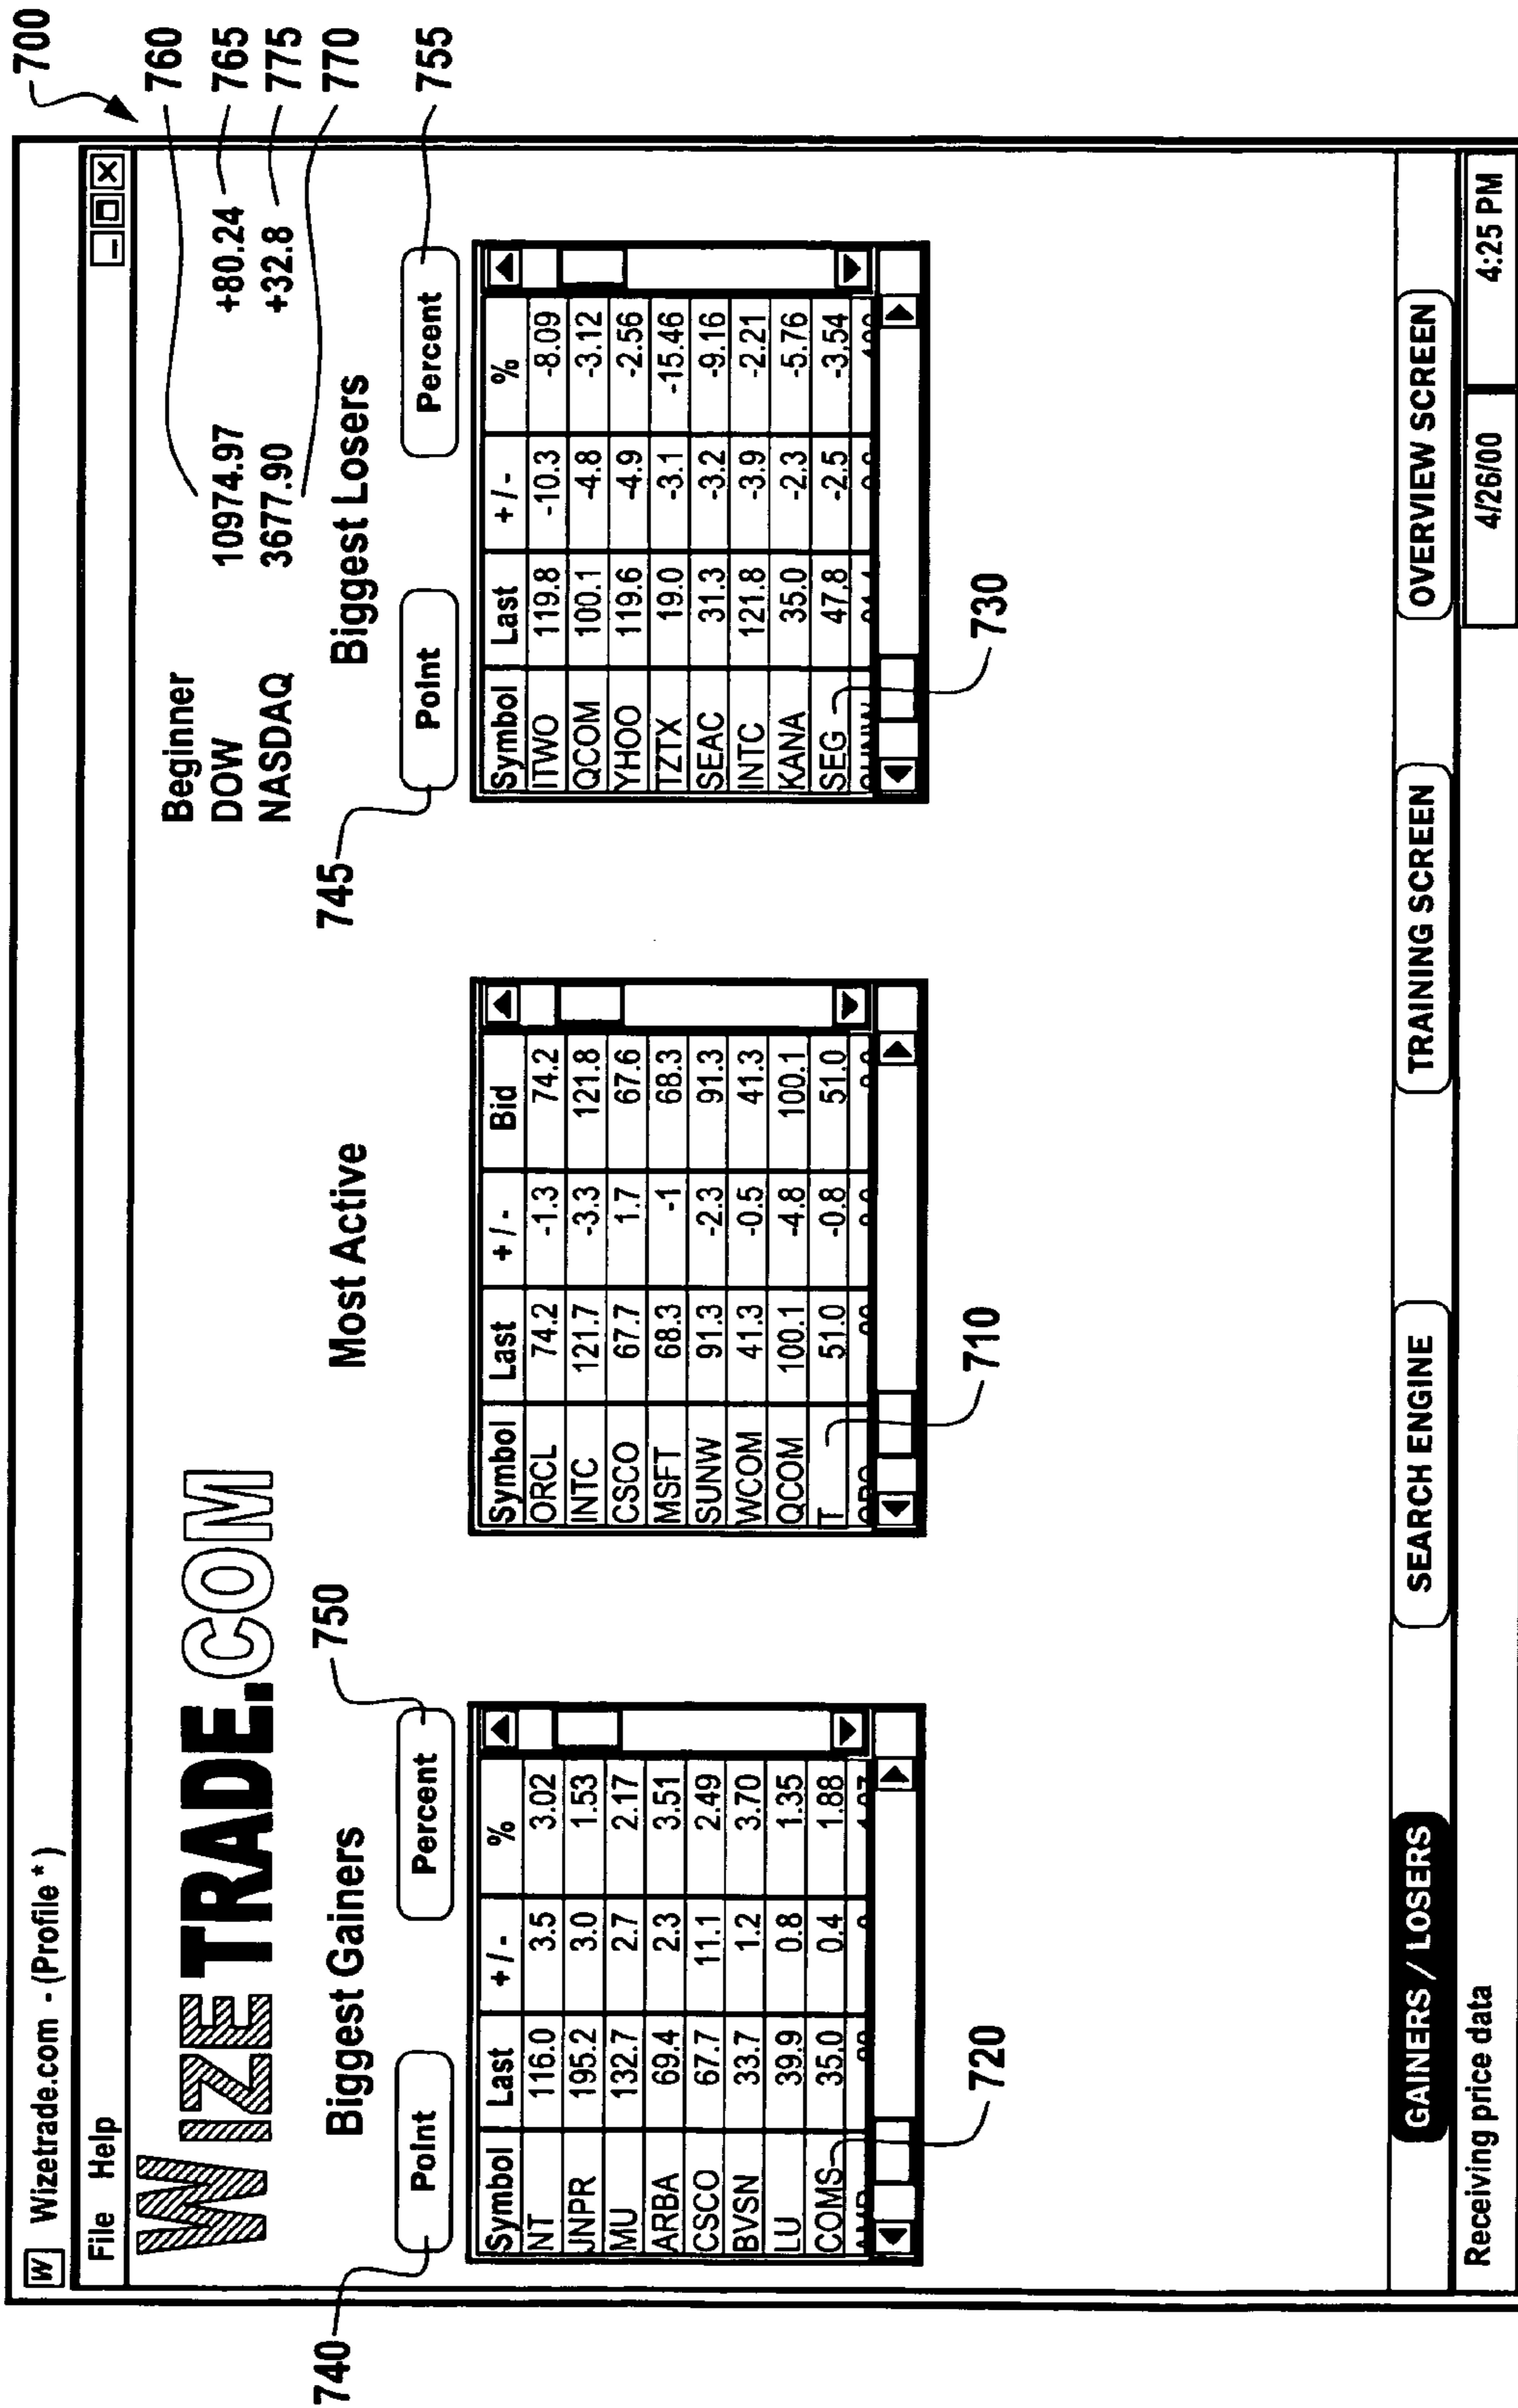 700
W Wizetrade.com - (Profile *)
File Help
WIZETRADE.COM
Beginner
DOW 10974.97 +80.24
NASDAQ 3677.90 +32.8
760
765
775
770
Biggest Gainers
740 Point Percent 750
Symbol Last +/- %
NT 116.0 3.5 3.02
JNPR 195.2 3.0 1.53
MU 132.7 2.7 2.17
ARBA 69.4 2.3 3.51
CSCO 67.7 11.1 2.49
BVSN 33.7 1.2 3.70
LU 39.9 0.8 1.35
COMS 35.0 0.4 1.88
720
Most Active
Symbol Last +/- Bid
ORCL 74.2 -1.3 74.2
INTC 121.7 -3.3 121.8
CSCO 67.7 1.7 67.6
MSFT 68.3 -1 68.3
SUNW 91.3 -2.3 91.3
WCOM 41.3 -0.5 41.3
QCOM 100.1 -4.8 100.1
T 51.0 -0.8 51.0
710
Biggest Losers
745 Point Percent 755
Symbol Last +/- %
ITWO 119.8 -10.3 -8.09
QCOM 100.1 -4.8 -3.12
YHOO 119.6 -4.9 -2.56
TZTX 19.0 -3.1 -15.46
SEAC 31.3 -3.2 -9.16
INTC 121.8 -3.9 -2.21
KANA 35.0 -2.3 -5.76
SEG 47.8 -2.5 -3.54
730
GAINERS / LOSERS SEARCH ENGINE TRAINING SCREEN OVERVIEW SCREEN
Receiving price data 4/26/00 4:25 PM